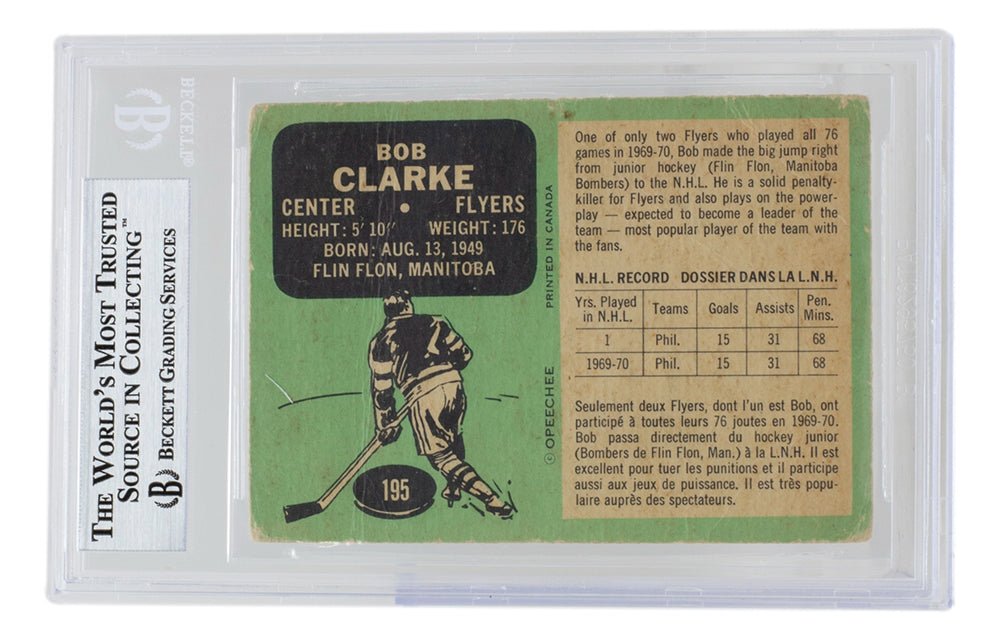 BECKETT®
THE WORLD'S MOST TRUSTED
SOURCE IN COLLECTING™
BECKETT GRADING SERVICES
BOB
CLARKE
CENTER • FLYERS
HEIGHT: 5' 10" WEIGHT: 176
BORN: AUG. 13, 1949
FLIN FLON, MANITOBA
195
© OPEECHEE PRINTED IN CANADA
One of only two Flyers who played all 76
games in 1969-70, Bob made the big jump right
from junior hockey (Flin Flon, Manitoba
Bombers) to the N.H.L. He is a solid penalty-
killer for Flyers and also plays on the power-
play — expected to become a leader of the
team — most popular player of the team with
the fans.
N.H.L. RECORD DOSSIER DANS LA L.N.H.
Yrs. Played in N.H.L. Teams Goals Assists Pen. Mins.
1 Phil. 15 31 68
1969-70 Phil. 15 31 68
Seulement deux Flyers, dont l'un est Bob, ont
participé à toutes leurs 76 joutes en 1969-70.
Bob passa directement du hockey junior
(Bombers de Flin Flon, Man.) à la L.N.H. Il est
excellent pour tuer les punitions et il participe
aussi aux jeux de puissance. Il est très popu-
laire auprès des spectateurs.